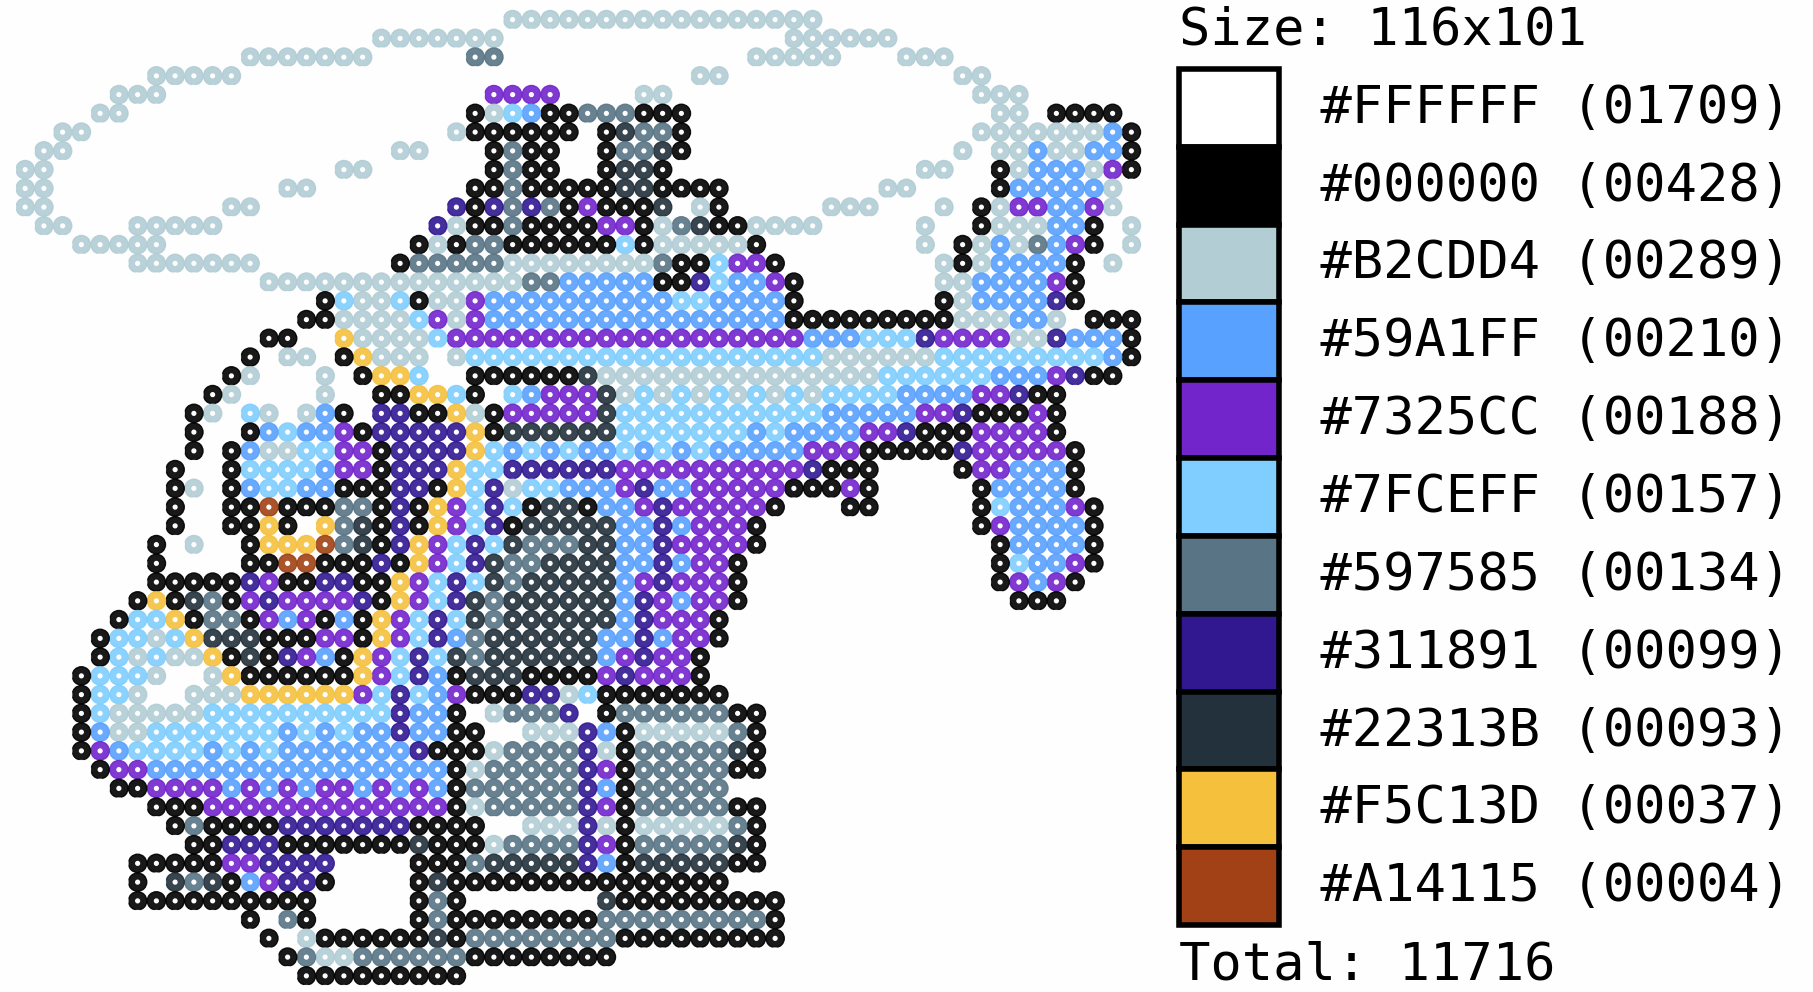 Size: 116x101
#FFFFFF (01709)
#000000 (00428)
#B2CDD4 (00289)
#59A1FF (00210)
#7325CC (00188)
#7FCEFF (00157)
#597585 (00134)
#311891 (00099)
#22313B (00093)
#F5C13D (00037)
#A14115 (00004)
Total: 11716